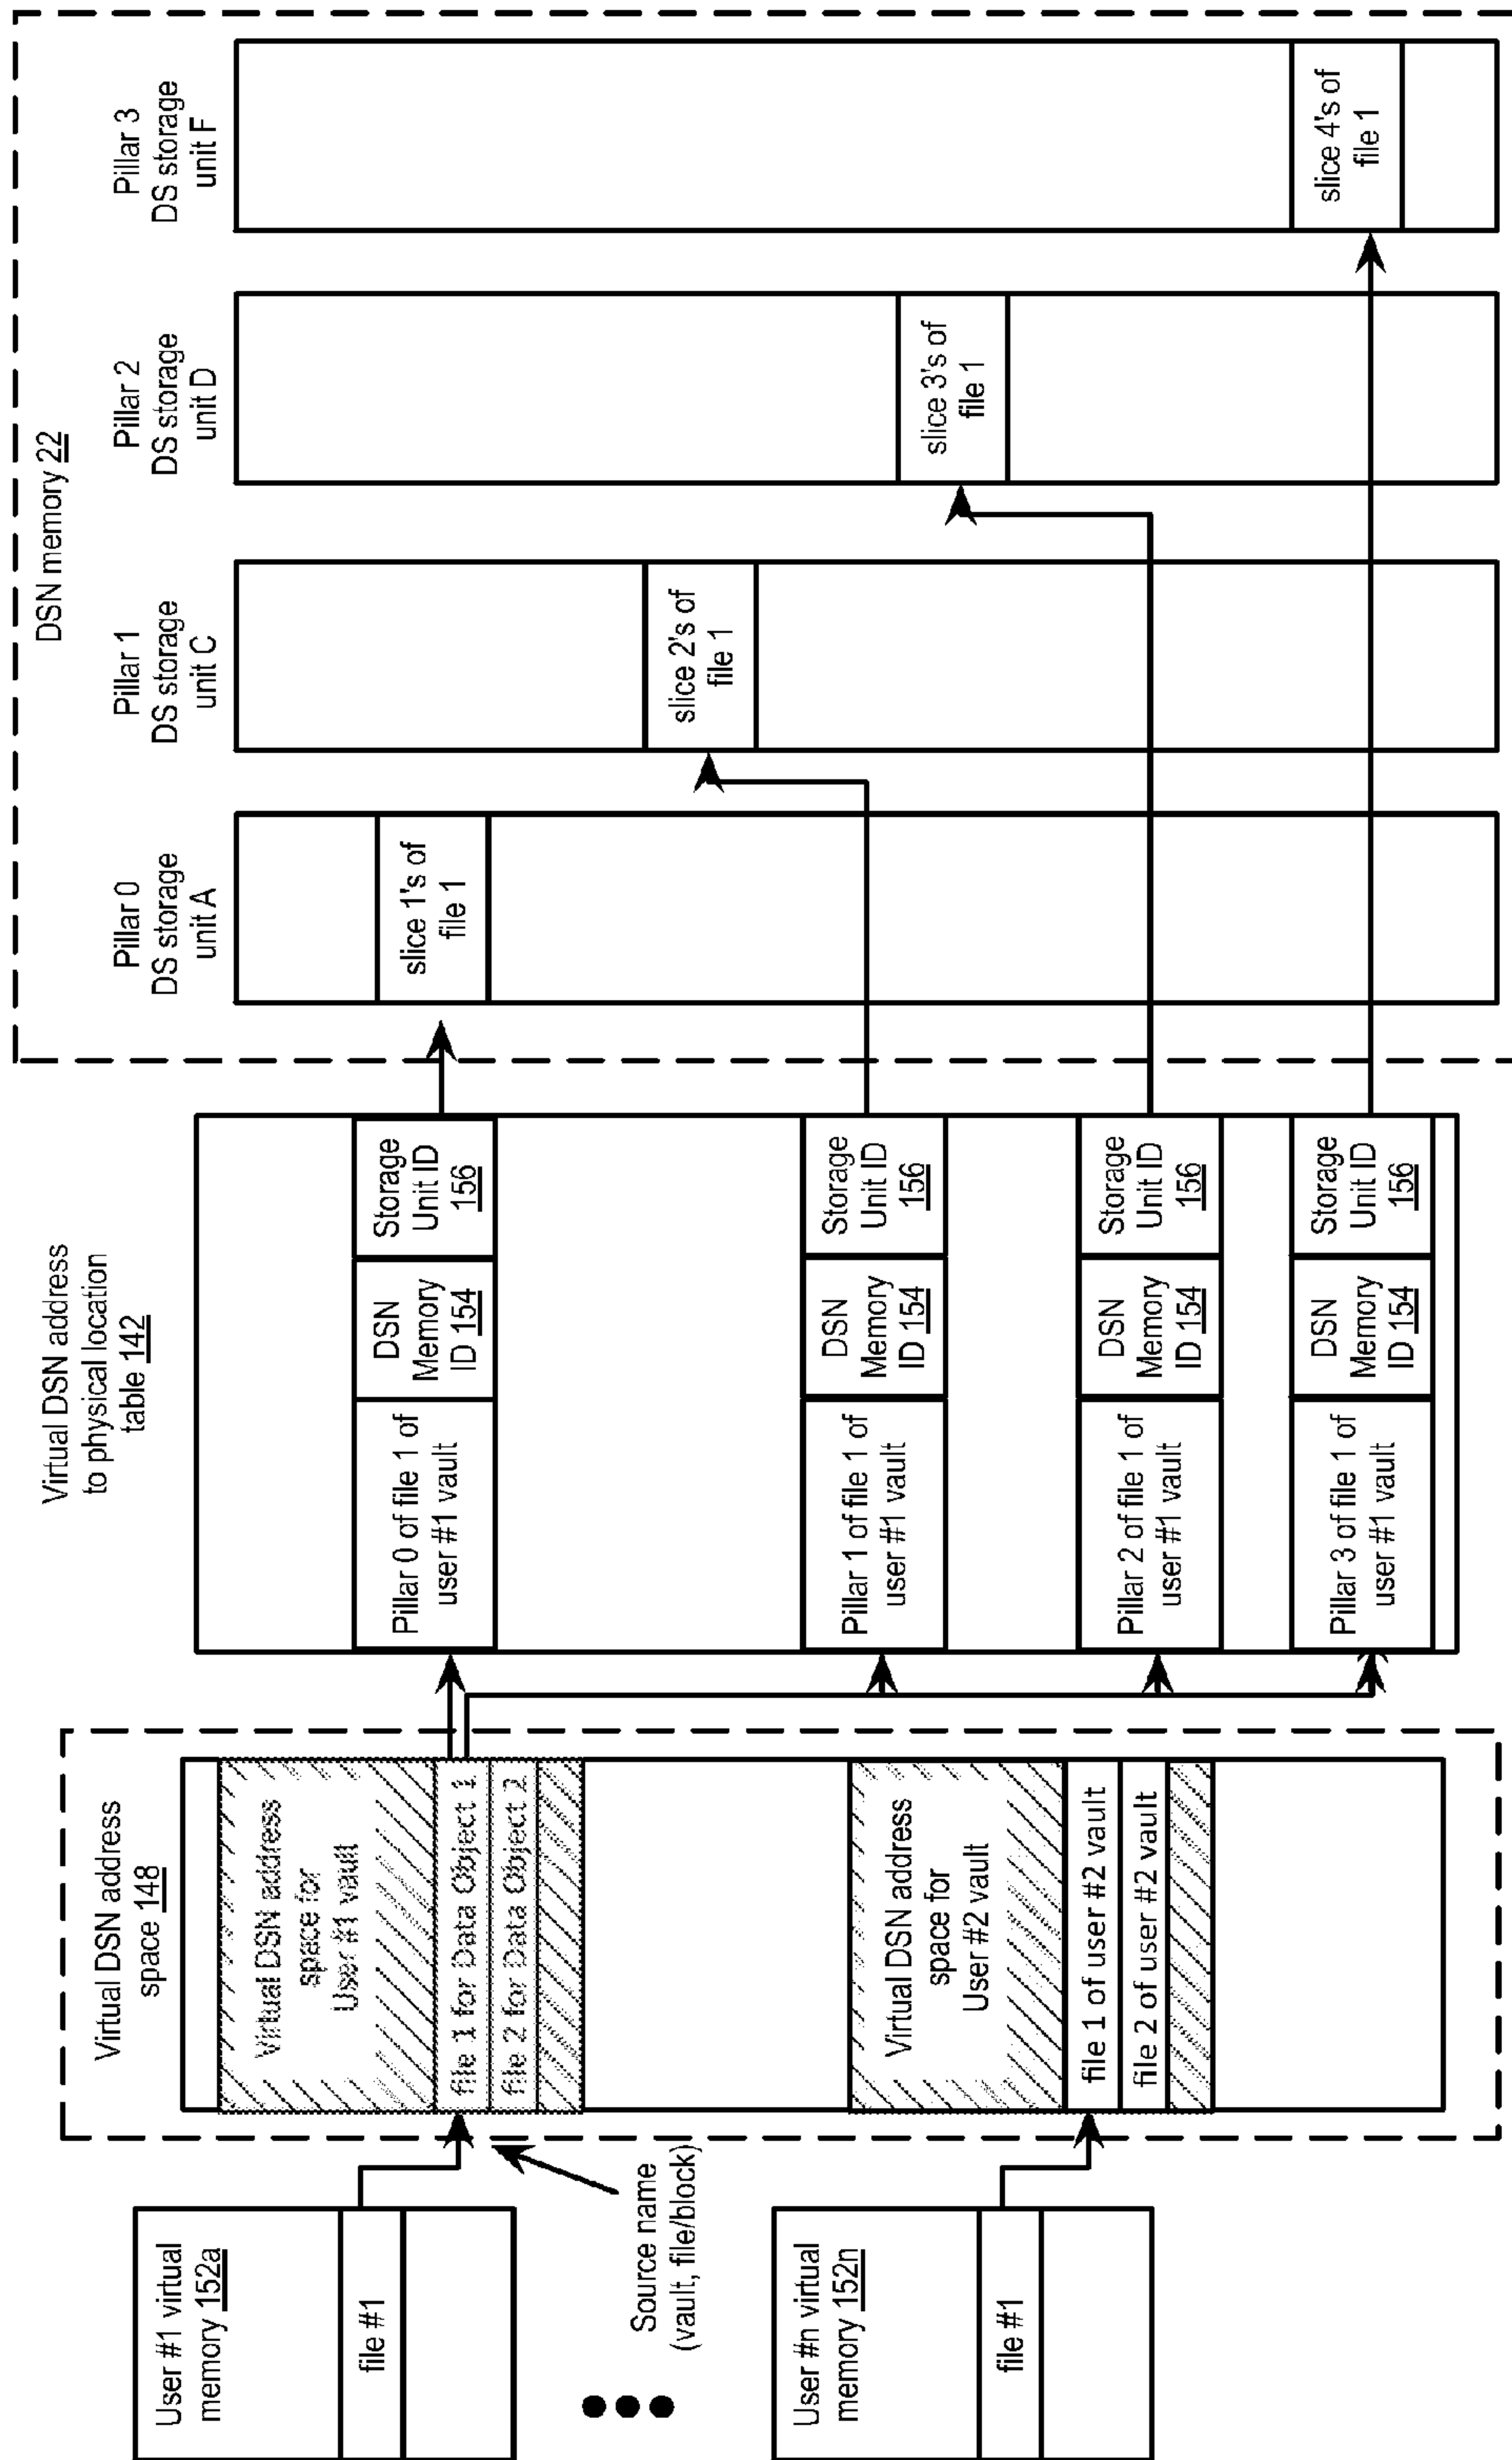 User #1 virtual
memory 152a
file #1
Source name
(vault, file/block)
User #n virtual
memory 152n
file #1
Virtual DSN address
space 148
Virtual DSN address
space for
User #1 vault
file 1 for Data Object 1
file 2 for Data Object 2
Virtual DSN address
space for
User #2 vault
file 1 of user #2 vault
file 2 of user #2 vault
Virtual DSN address
to physical location
table 142
Pillar 0 of file 1 of
user #1 vault
DSN
Memory
ID 154
Storage
Unit ID
156
Pillar 1 of file 1 of
user #1 vault
DSN
Memory
ID 154
Storage
Unit ID
156
Pillar 2 of file 1 of
user #1 vault
DSN
Memory
ID 154
Storage
Unit ID
156
Pillar 3 of file 1 of
user #1 vault
DSN
Memory
ID 154
Storage
Unit ID
156
DSN memory 22
Pillar 0
DS storage
unit A
slice 1's of
file 1
Pillar 1
DS storage
unit C
slice 2's of
file 1
Pillar 2
DS storage
unit D
slice 3's of
file 1
Pillar 3
DS storage
unit F
slice 4's of
file 1